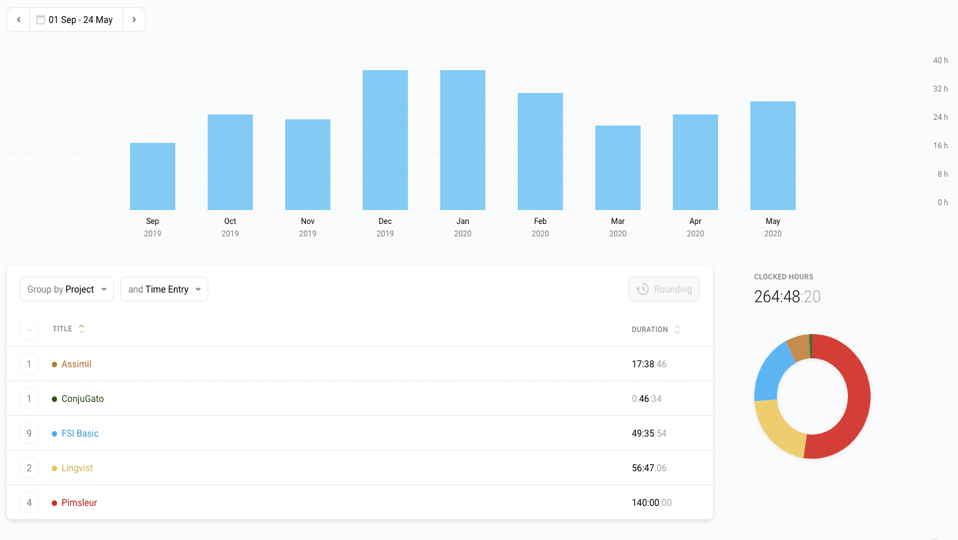 01 Sep - 24 May
40 h
32 h
24 h
16 h
8 h
0 h
Sep Oct Nov Dec Jan Feb Mar Apr May
2019 2019 2019 2019 2020 2020 2020 2020 2020
Group by Project and Time Entry Rounding
TITLE DURATION
1 Assimil 17:38:46
1 ConjuGato 0:46:34
9 FSI Basic 49:35:54
2 Lingvist 56:47:06
4 Pimsleur 140:00:00
CLOCKED HOURS
264:48:20